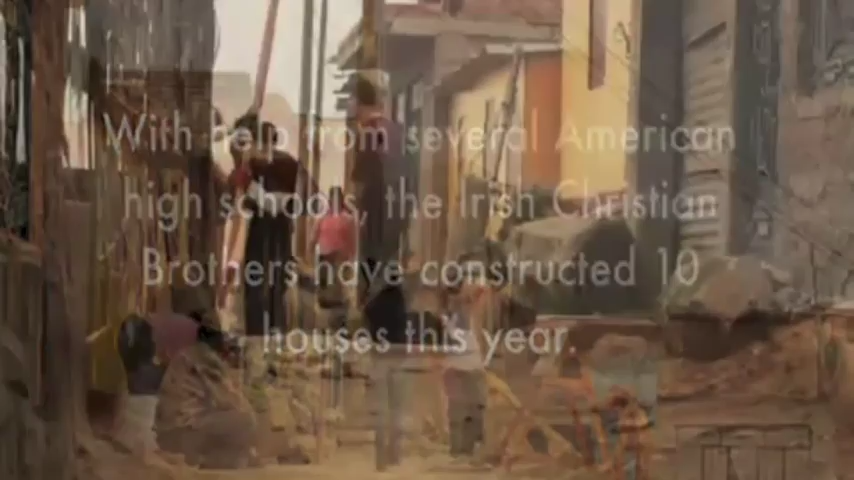 With help from several American
high schools, the Irish Christian
Brothers have constructed 10
houses this year.